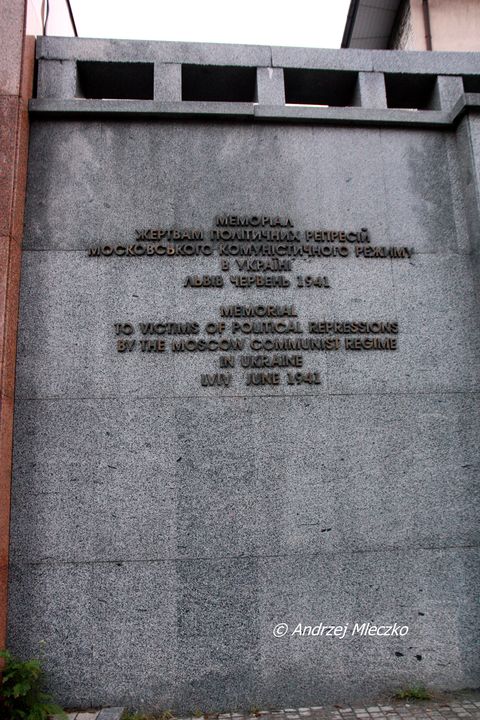 МЕМОРІАЛ
ЖЕРТВАМ ПОЛІТИЧНИХ РЕПРЕСІЙ
МОСКОВСЬКОГО КОМУНІСТИЧНОГО РЕЖИМУ
В УКРАЇНІ
ЛЬВІВ ЧЕРВЕНЬ 1941
MEMORIAL
TO VICTIMS OF POLITICAL REPRESSIONS
BY THE MOSCOW COMMUNIST REGIME
IN UKRAINE
LVIV JUNE 1941
© Andrzej Mleczko